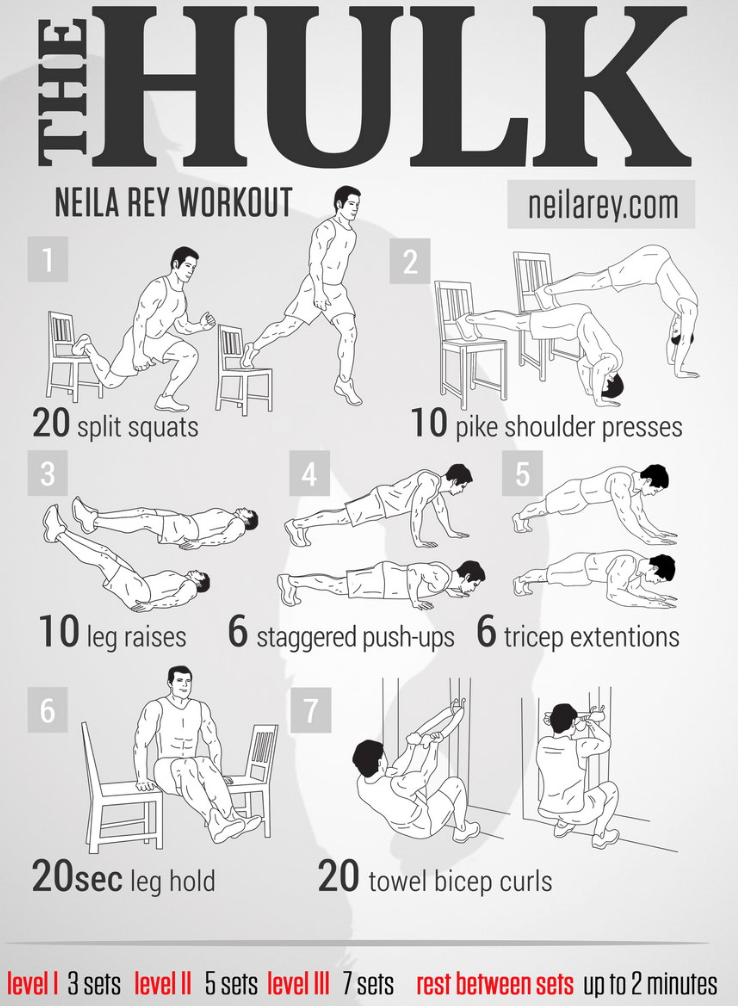 THE HULK
NEILA REY WORKOUT
neilarey.com
1
20 split squats
2
10 pike shoulder presses
3
10 leg raises
4
6 staggered push-ups
5
6 tricep extentions
6
20sec leg hold
7
20 towel bicep curls
level I 3 sets level II 5 sets level III 7 sets rest between sets up to 2 minutes